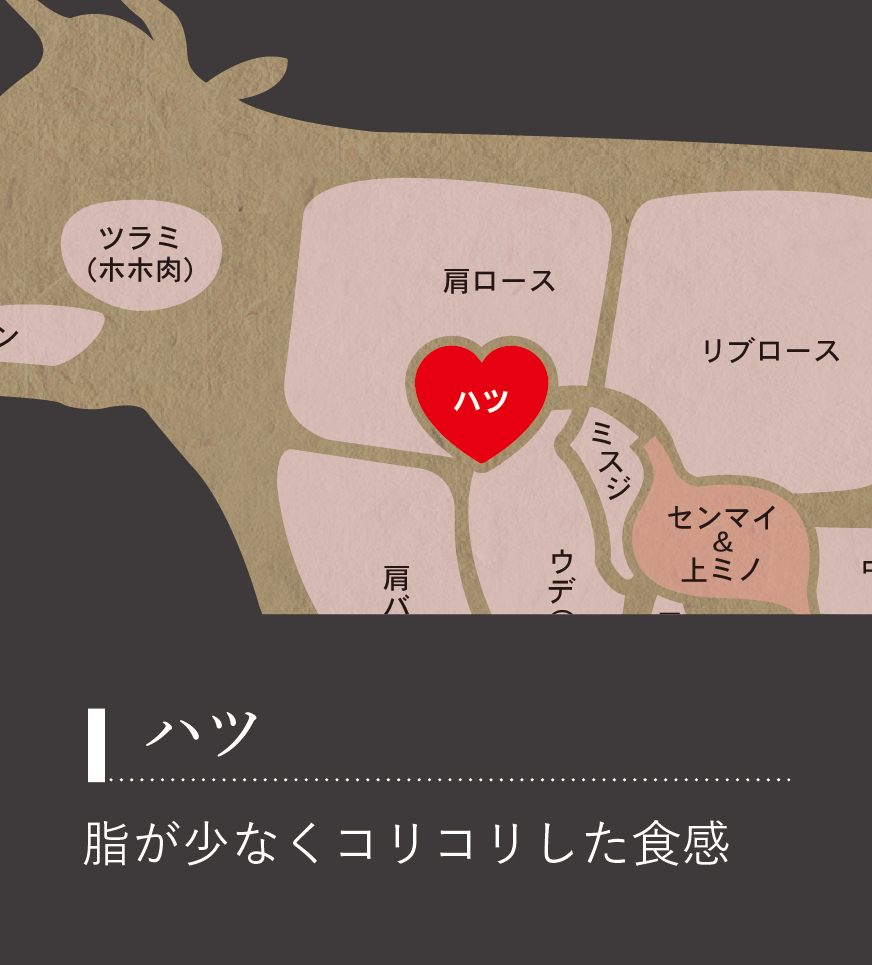 ツラミ
（ホホ肉）
ン
肩ロース
リブロース
ハツ
ミスジ
センマイ
&
上ミノ
肩バ
ウデ
ハツ
脂が少なくコリコリした食感